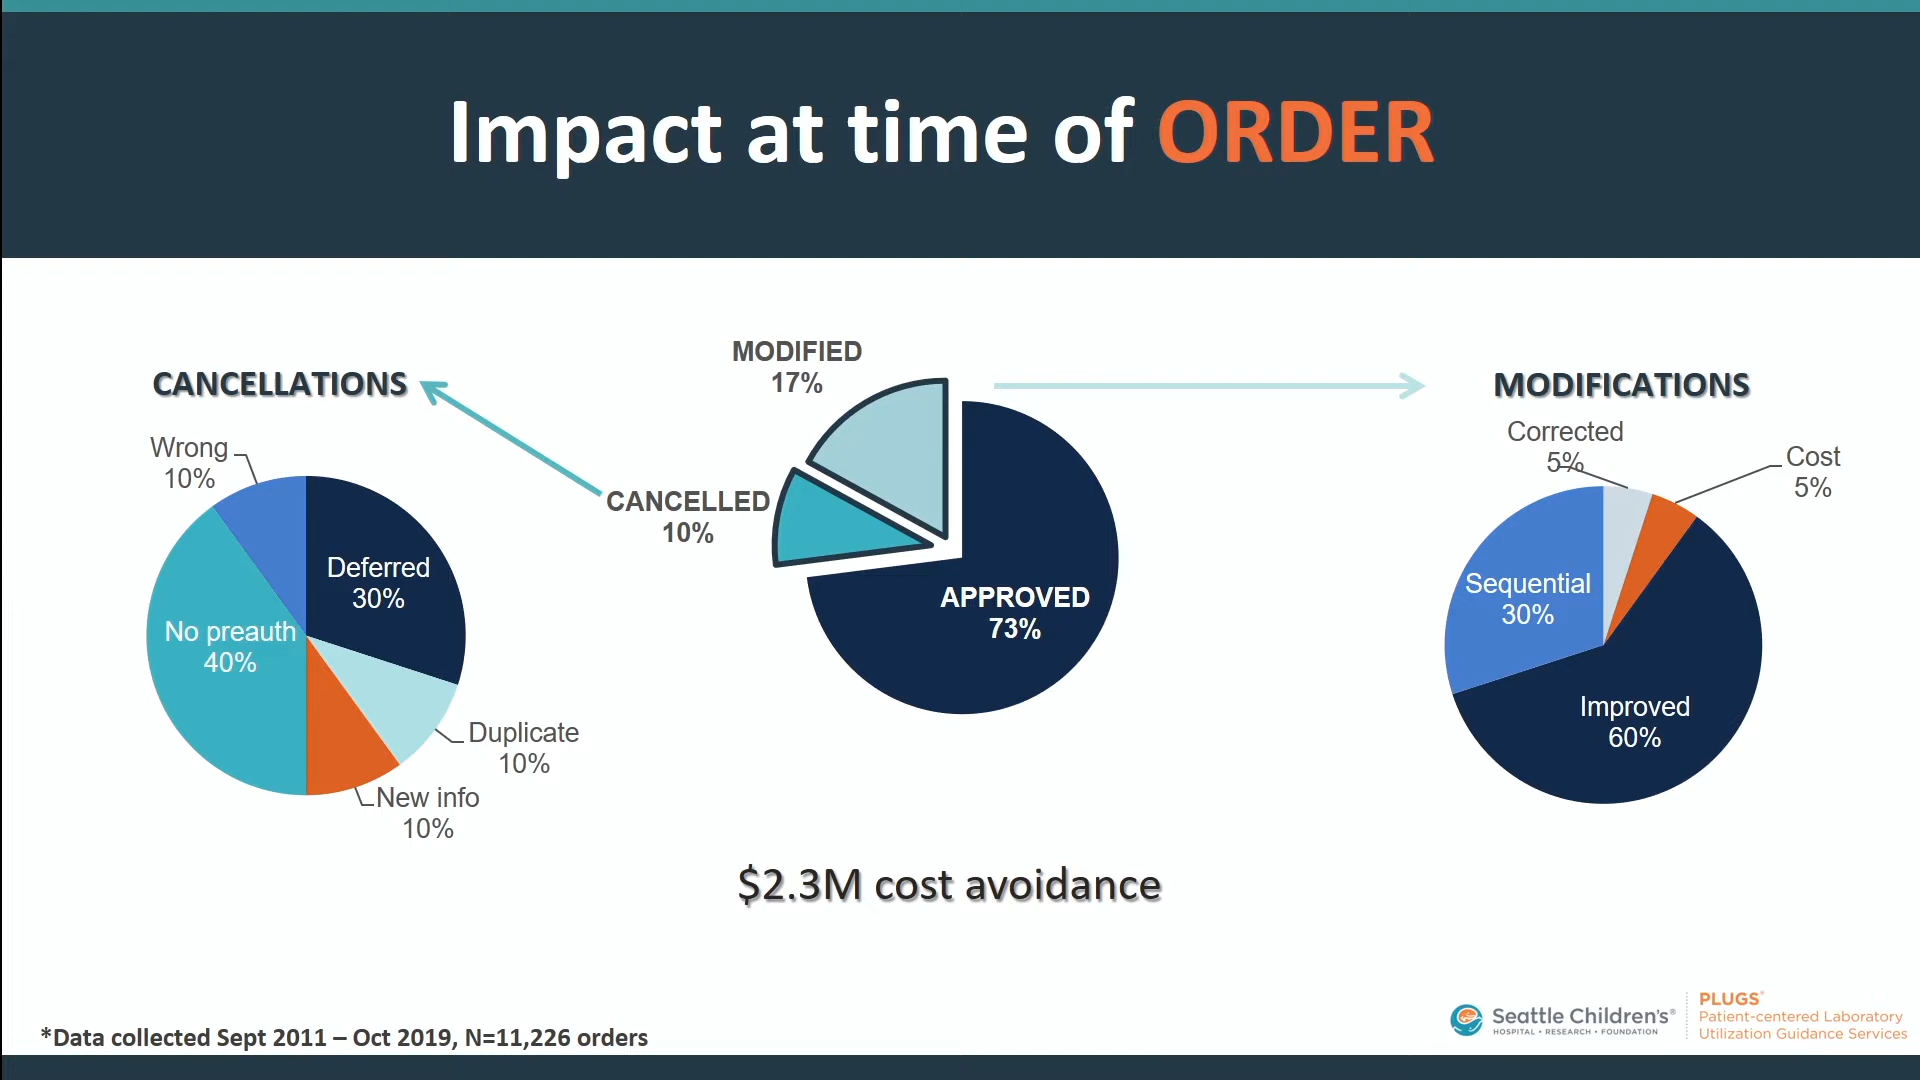 Impact at time of ORDER
CANCELLATIONS
Wrong
10%
Deferred
30%
No preauth
40%
Duplicate
10%
New info
10%
MODIFIED
17%
CANCELLED
10%
APPROVED
73%
MODIFICATIONS
Corrected
5%
Cost
5%
Sequential
30%
Improved
60%
$2.3M cost avoidance
*Data collected Sept 2011 – Oct 2019, N=11,226 orders
Seattle Children's®
HOSPITAL • RESEARCH • FOUNDATION
PLUGS®
Patient-centered Laboratory
Utilization Guidance Services